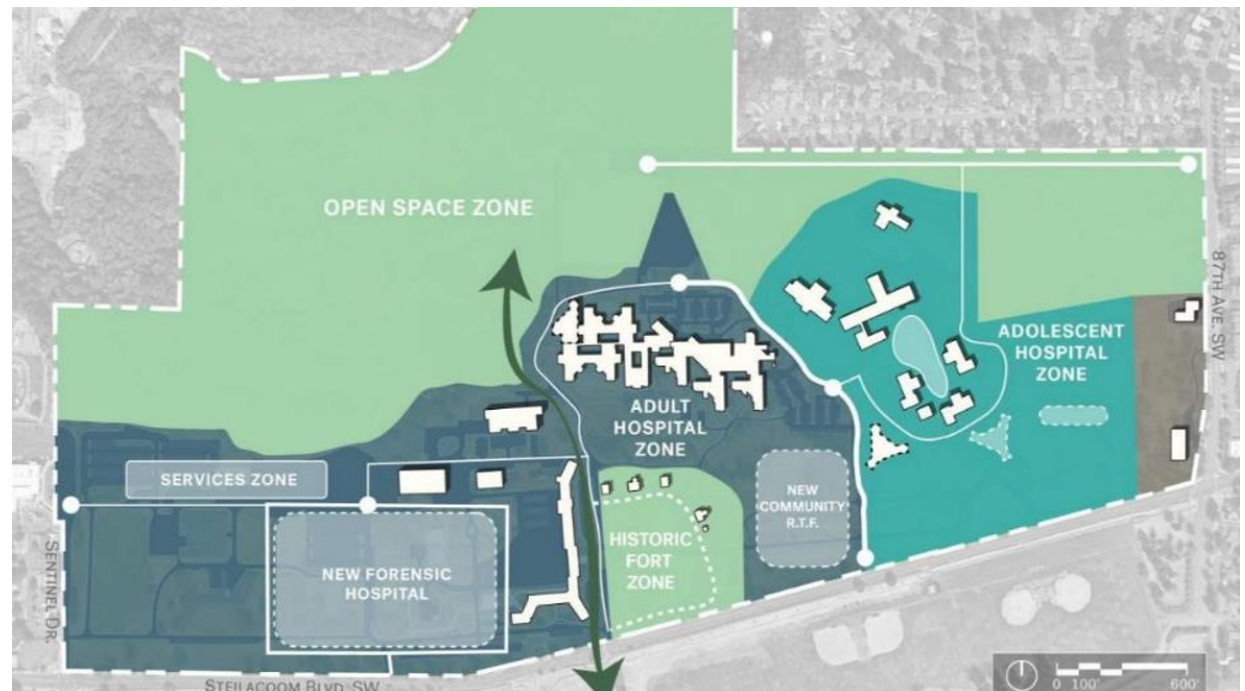 OPEN SPACE ZONE
87TH AVE. SW
ADOLESCENT
HOSPITAL
ZONE
ADULT
HOSPITAL
ZONE
SERVICES ZONE
NEW
COMMUNITY
R.T.F.
HISTORIC
FORT
ZONE
NEW FORENSIC
HOSPITAL
SENTINEL DR.
STEILACOOM BLVD. SW
0 100' 600'